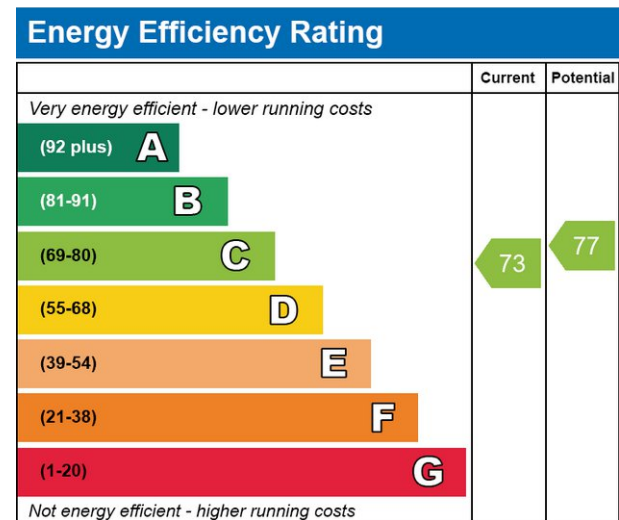 Energy Efficiency Rating
Current Potential
Very energy efficient - lower running costs
(92 plus) A
(81-91) B
(69-80) C
73
77
(55-68) D
(39-54) E
(21-38) F
(1-20) G
Not energy efficient - higher running costs